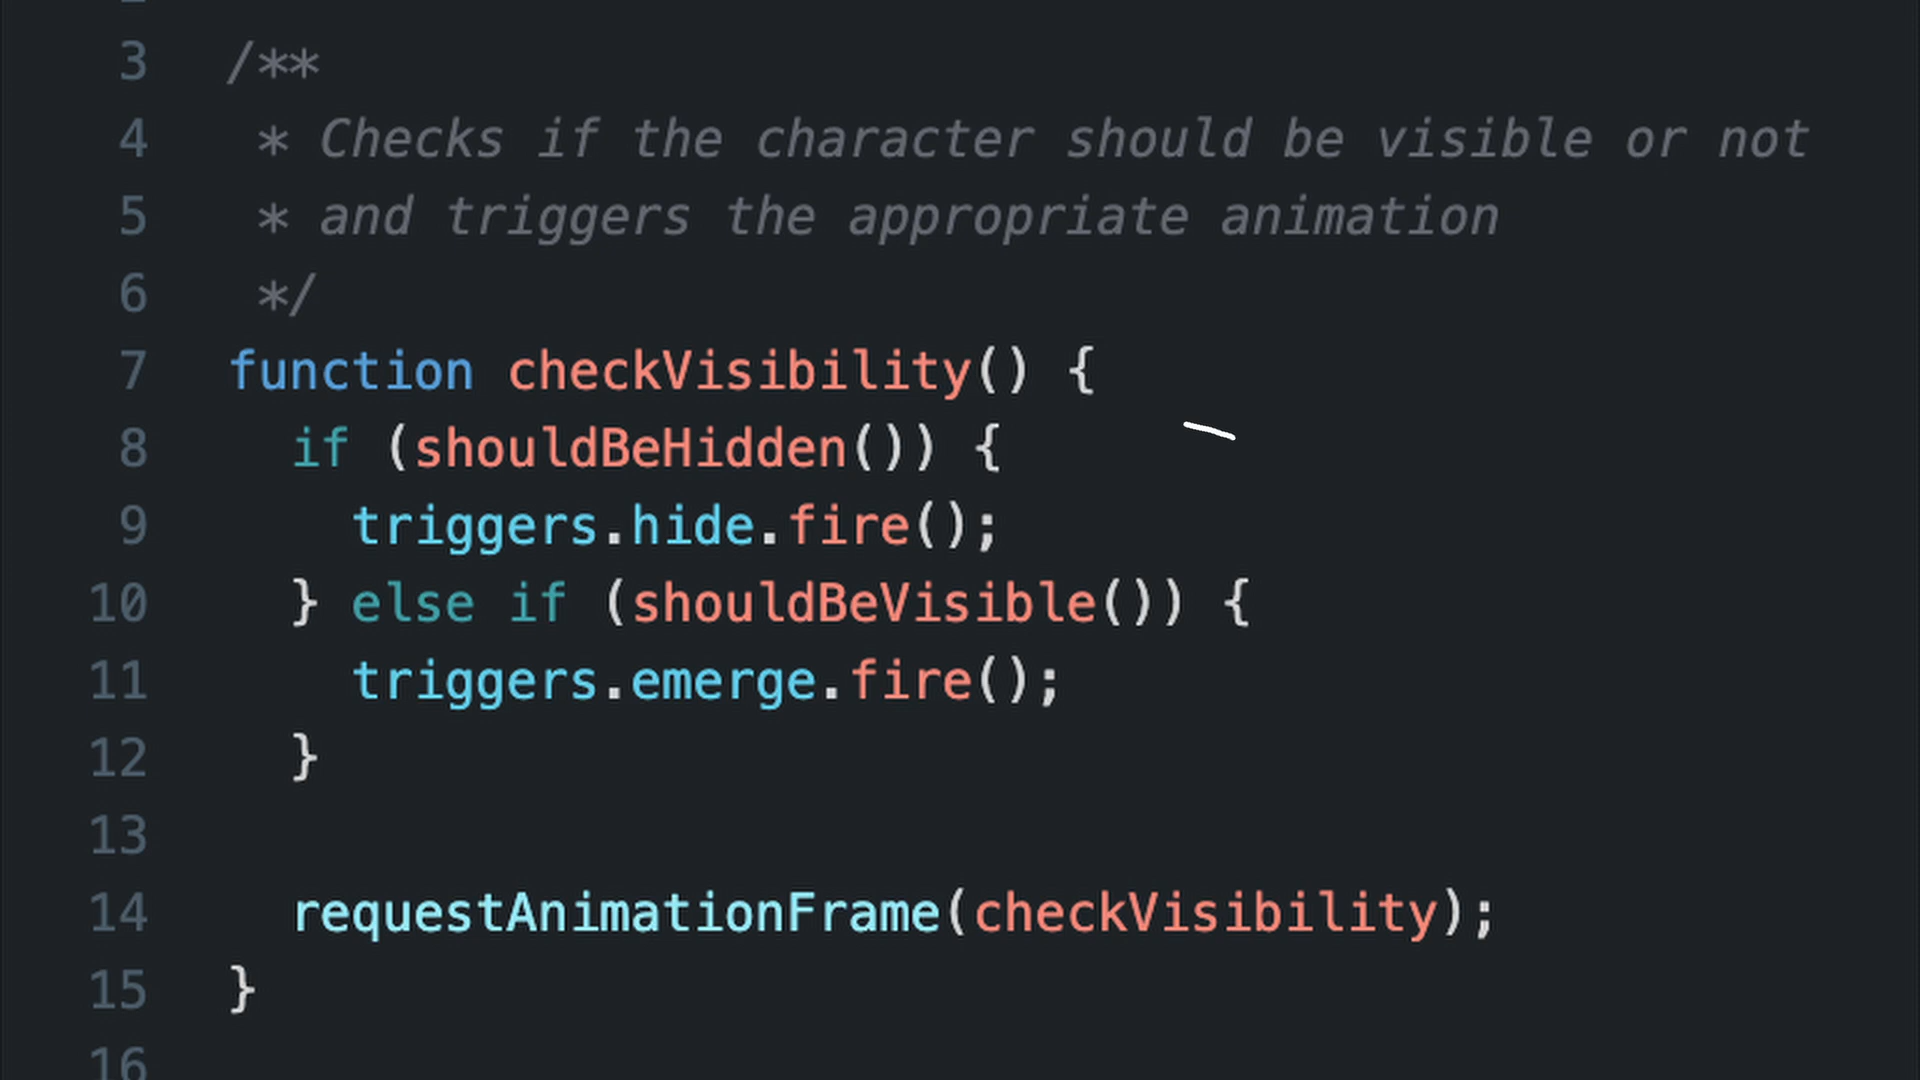 3 /**
4  * Checks if the character should be visible or not
5  * and triggers the appropriate animation
6  */
7 function checkVisibility() {
8   if (shouldBeHidden()) {
9     triggers.hide.fire();
10   } else if (shouldBeVisible()) {
11     triggers.emerge.fire();
12   }
13
14   requestAnimationFrame(checkVisibility);
15 }
16